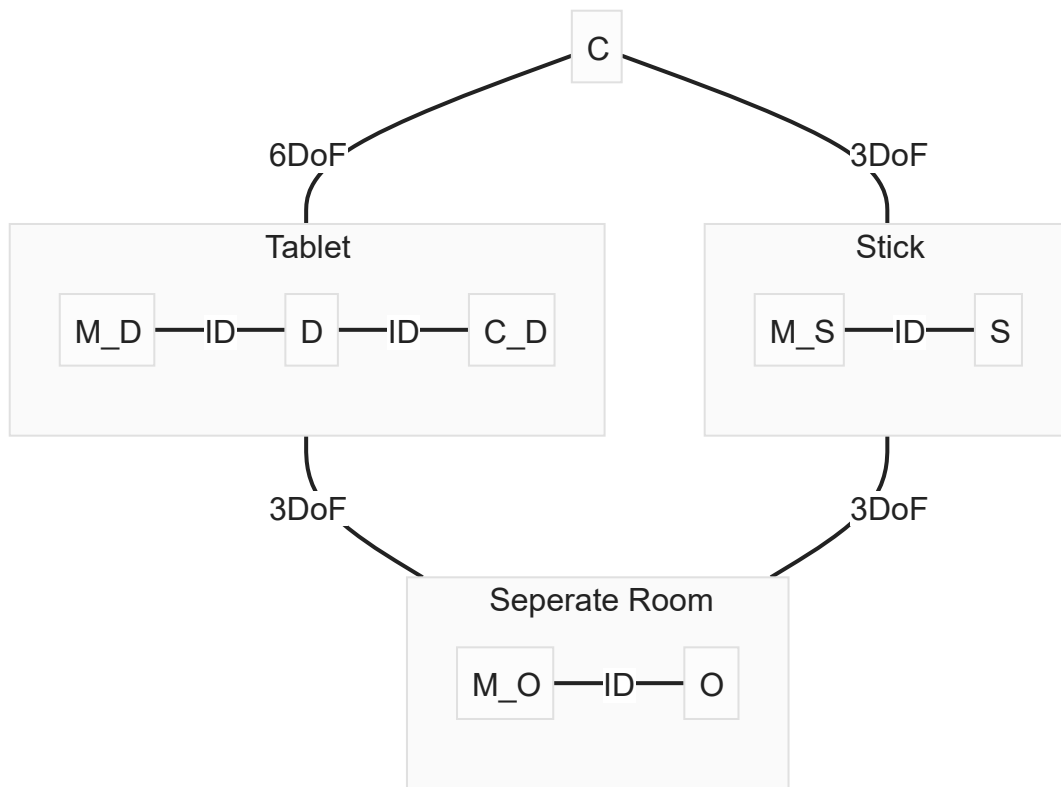 C
6DoF
3DoF
Tablet
Stick
M_D
ID
D
ID
C_D
M_S
ID
S
3DoF
3DoF
Seperate Room
M_O
ID
O